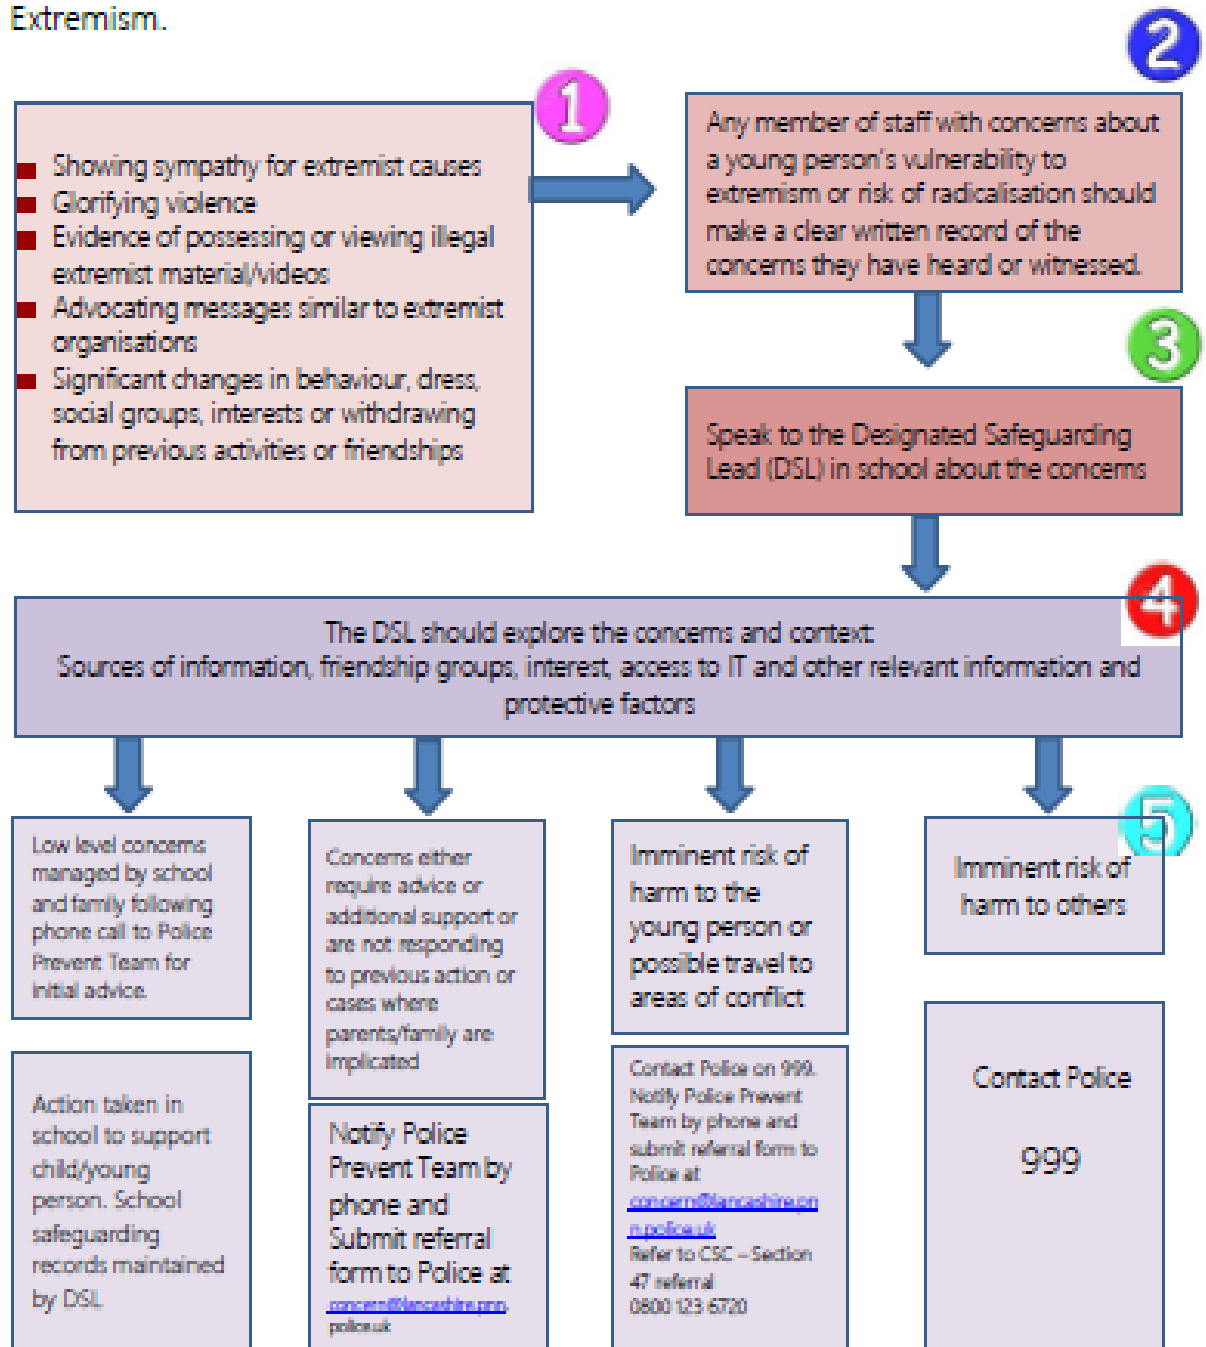 Extremism.
1
2
Showing sympathy for extremist causes
Glorifying violence
Evidence of possessing or viewing illegal
extremist material/videos
Advocating messages similar to extremist
organisations
Significant changes in behaviour, dress,
social groups, interests or withdrawing
from previous activities or friendships
Any member of staff with concerns about
a young person's vulnerability to
extremism or risk of radicalisation should
make a clear written record of the
concerns they have heard or witnessed.
3
Speak to the Designated Safeguarding
Lead (DSL) in school about the concerns
4
The DSL should explore the concerns and context:
Sources of information, friendship groups, interest, access to IT and other relevant information and
protective factors
5
Low level concerns
managed by school
and family following
phone call to Police
Prevent Team for
initial advice.
Action taken in
school to support
child/young
person. School
safeguarding
records maintained
by DSL
Concerns either
require advice or
additional support or
are not responding
to previous action or
cases where
parents/family are
implicated
Notify Police
Prevent Team by
phone and
Submit referral
form to Police at
concern@lancashire.pnn.
police.uk
Imminent risk of
harm to the
young person or
possible travel to
areas of conflict
Contact Police on 999.
Notify Police Prevent
Team by phone and
submit referral form to
Police at
concern@lancashire.pn
n.police.uk
Refer to CSC – Section
47 referral
0800 123 6720
Imminent risk of
harm to others
Contact Police
999